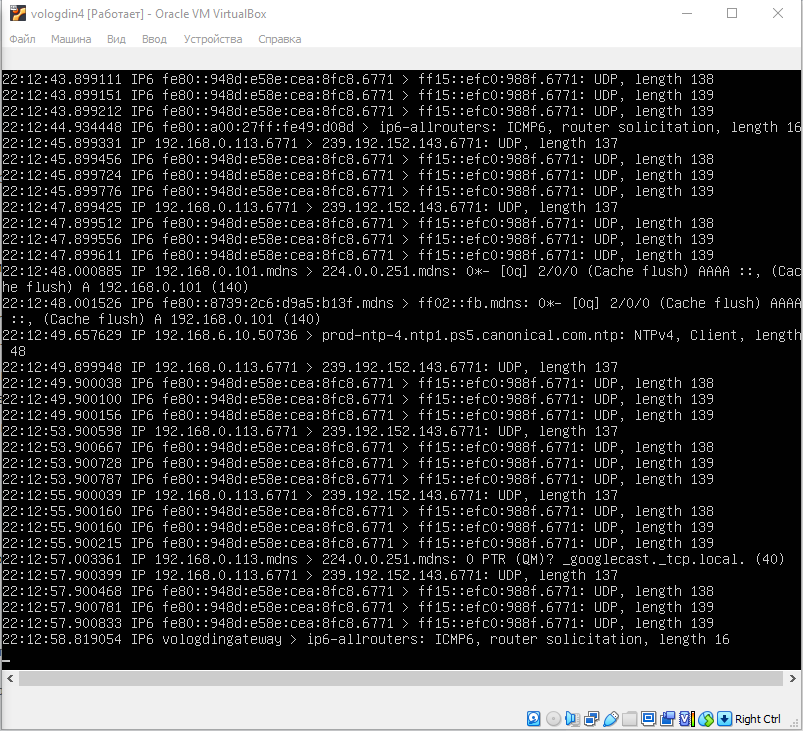 vologdin4 [Работает] - Oracle VM VirtualBox
Файл Машина Вид Ввод Устройства Справка
22:12:43.899111 IP6 fe80::948d:e58e:cea:8fc8.6771 > ff15::efc0:988f.6771: UDP, length 138
22:12:43.899151 IP6 fe80::948d:e58e:cea:8fc8.6771 > ff15::efc0:988f.6771: UDP, length 139
22:12:43.899212 IP6 fe80::948d:e58e:cea:8fc8.6771 > ff15::efc0:988f.6771: UDP, length 139
22:12:44.934448 IP6 fe80::a00:27ff:fe49:d08d > ip6-allrouters: ICMP6, router solicitation, length 16
22:12:45.899331 IP 192.168.0.113.6771 > 239.192.152.143.6771: UDP, length 137
22:12:45.899456 IP6 fe80::948d:e58e:cea:8fc8.6771 > ff15::efc0:988f.6771: UDP, length 138
22:12:45.899724 IP6 fe80::948d:e58e:cea:8fc8.6771 > ff15::efc0:988f.6771: UDP, length 139
22:12:45.899776 IP6 fe80::948d:e58e:cea:8fc8.6771 > ff15::efc0:988f.6771: UDP, length 139
22:12:47.899425 IP 192.168.0.113.6771 > 239.192.152.143.6771: UDP, length 137
22:12:47.899512 IP6 fe80::948d:e58e:cea:8fc8.6771 > ff15::efc0:988f.6771: UDP, length 138
22:12:47.899556 IP6 fe80::948d:e58e:cea:8fc8.6771 > ff15::efc0:988f.6771: UDP, length 139
22:12:47.899611 IP6 fe80::948d:e58e:cea:8fc8.6771 > ff15::efc0:988f.6771: UDP, length 139
22:12:48.000885 IP 192.168.0.101.mdns > 224.0.0.251.mdns: 0*- [0q] 2/0/0 (Cache flush) AAAA ::, (Cac
he flush) A 192.168.0.101 (140)
22:12:48.001526 IP6 fe80::8739:2c6:d9a5:b13f.mdns > ff02::fb.mdns: 0*- [0q] 2/0/0 (Cache flush) AAAA
::, (Cache flush) A 192.168.0.101 (140)
22:12:49.657629 IP 192.168.6.10.50736 > prod-ntp-4.ntp1.ps5.canonical.com.ntp: NTPv4, Client, length
48
22:12:49.899948 IP 192.168.0.113.6771 > 239.192.152.143.6771: UDP, length 137
22:12:49.900038 IP6 fe80::948d:e58e:cea:8fc8.6771 > ff15::efc0:988f.6771: UDP, length 138
22:12:49.900100 IP6 fe80::948d:e58e:cea:8fc8.6771 > ff15::efc0:988f.6771: UDP, length 139
22:12:49.900156 IP6 fe80::948d:e58e:cea:8fc8.6771 > ff15::efc0:988f.6771: UDP, length 139
22:12:53.900598 IP 192.168.0.113.6771 > 239.192.152.143.6771: UDP, length 137
22:12:53.900667 IP6 fe80::948d:e58e:cea:8fc8.6771 > ff15::efc0:988f.6771: UDP, length 138
22:12:53.900728 IP6 fe80::948d:e58e:cea:8fc8.6771 > ff15::efc0:988f.6771: UDP, length 139
22:12:53.900787 IP6 fe80::948d:e58e:cea:8fc8.6771 > ff15::efc0:988f.6771: UDP, length 139
22:12:55.900039 IP 192.168.0.113.6771 > 239.192.152.143.6771: UDP, length 137
22:12:55.900160 IP6 fe80::948d:e58e:cea:8fc8.6771 > ff15::efc0:988f.6771: UDP, length 138
22:12:55.900160 IP6 fe80::948d:e58e:cea:8fc8.6771 > ff15::efc0:988f.6771: UDP, length 139
22:12:55.900215 IP6 fe80::948d:e58e:cea:8fc8.6771 > ff15::efc0:988f.6771: UDP, length 139
22:12:57.003361 IP 192.168.0.113.mdns > 224.0.0.251.mdns: 0 PTR (QM)? _googlecast._tcp.local. (40)
22:12:57.900399 IP 192.168.0.113.6771 > 239.192.152.143.6771: UDP, length 137
22:12:57.900468 IP6 fe80::948d:e58e:cea:8fc8.6771 > ff15::efc0:988f.6771: UDP, length 138
22:12:57.900781 IP6 fe80::948d:e58e:cea:8fc8.6771 > ff15::efc0:988f.6771: UDP, length 139
22:12:57.900833 IP6 fe80::948d:e58e:cea:8fc8.6771 > ff15::efc0:988f.6771: UDP, length 139
22:12:58.819054 IP6 vologdingateway > ip6-allrouters: ICMP6, router solicitation, length 16
Right Ctrl